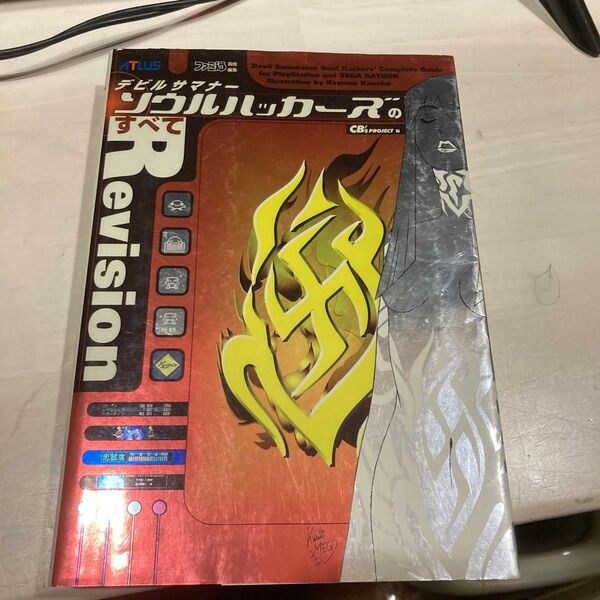 ATLUS
ファミ通 責任編集
Devil Summoner Soul Hackers' Complete Guide
for PlayStation and SEGA SATURN
Illustration by Kazuma Kaneko
デビルサマナー
ソウルハッカーズの
すべて
CB's PROJECT 編
Revision